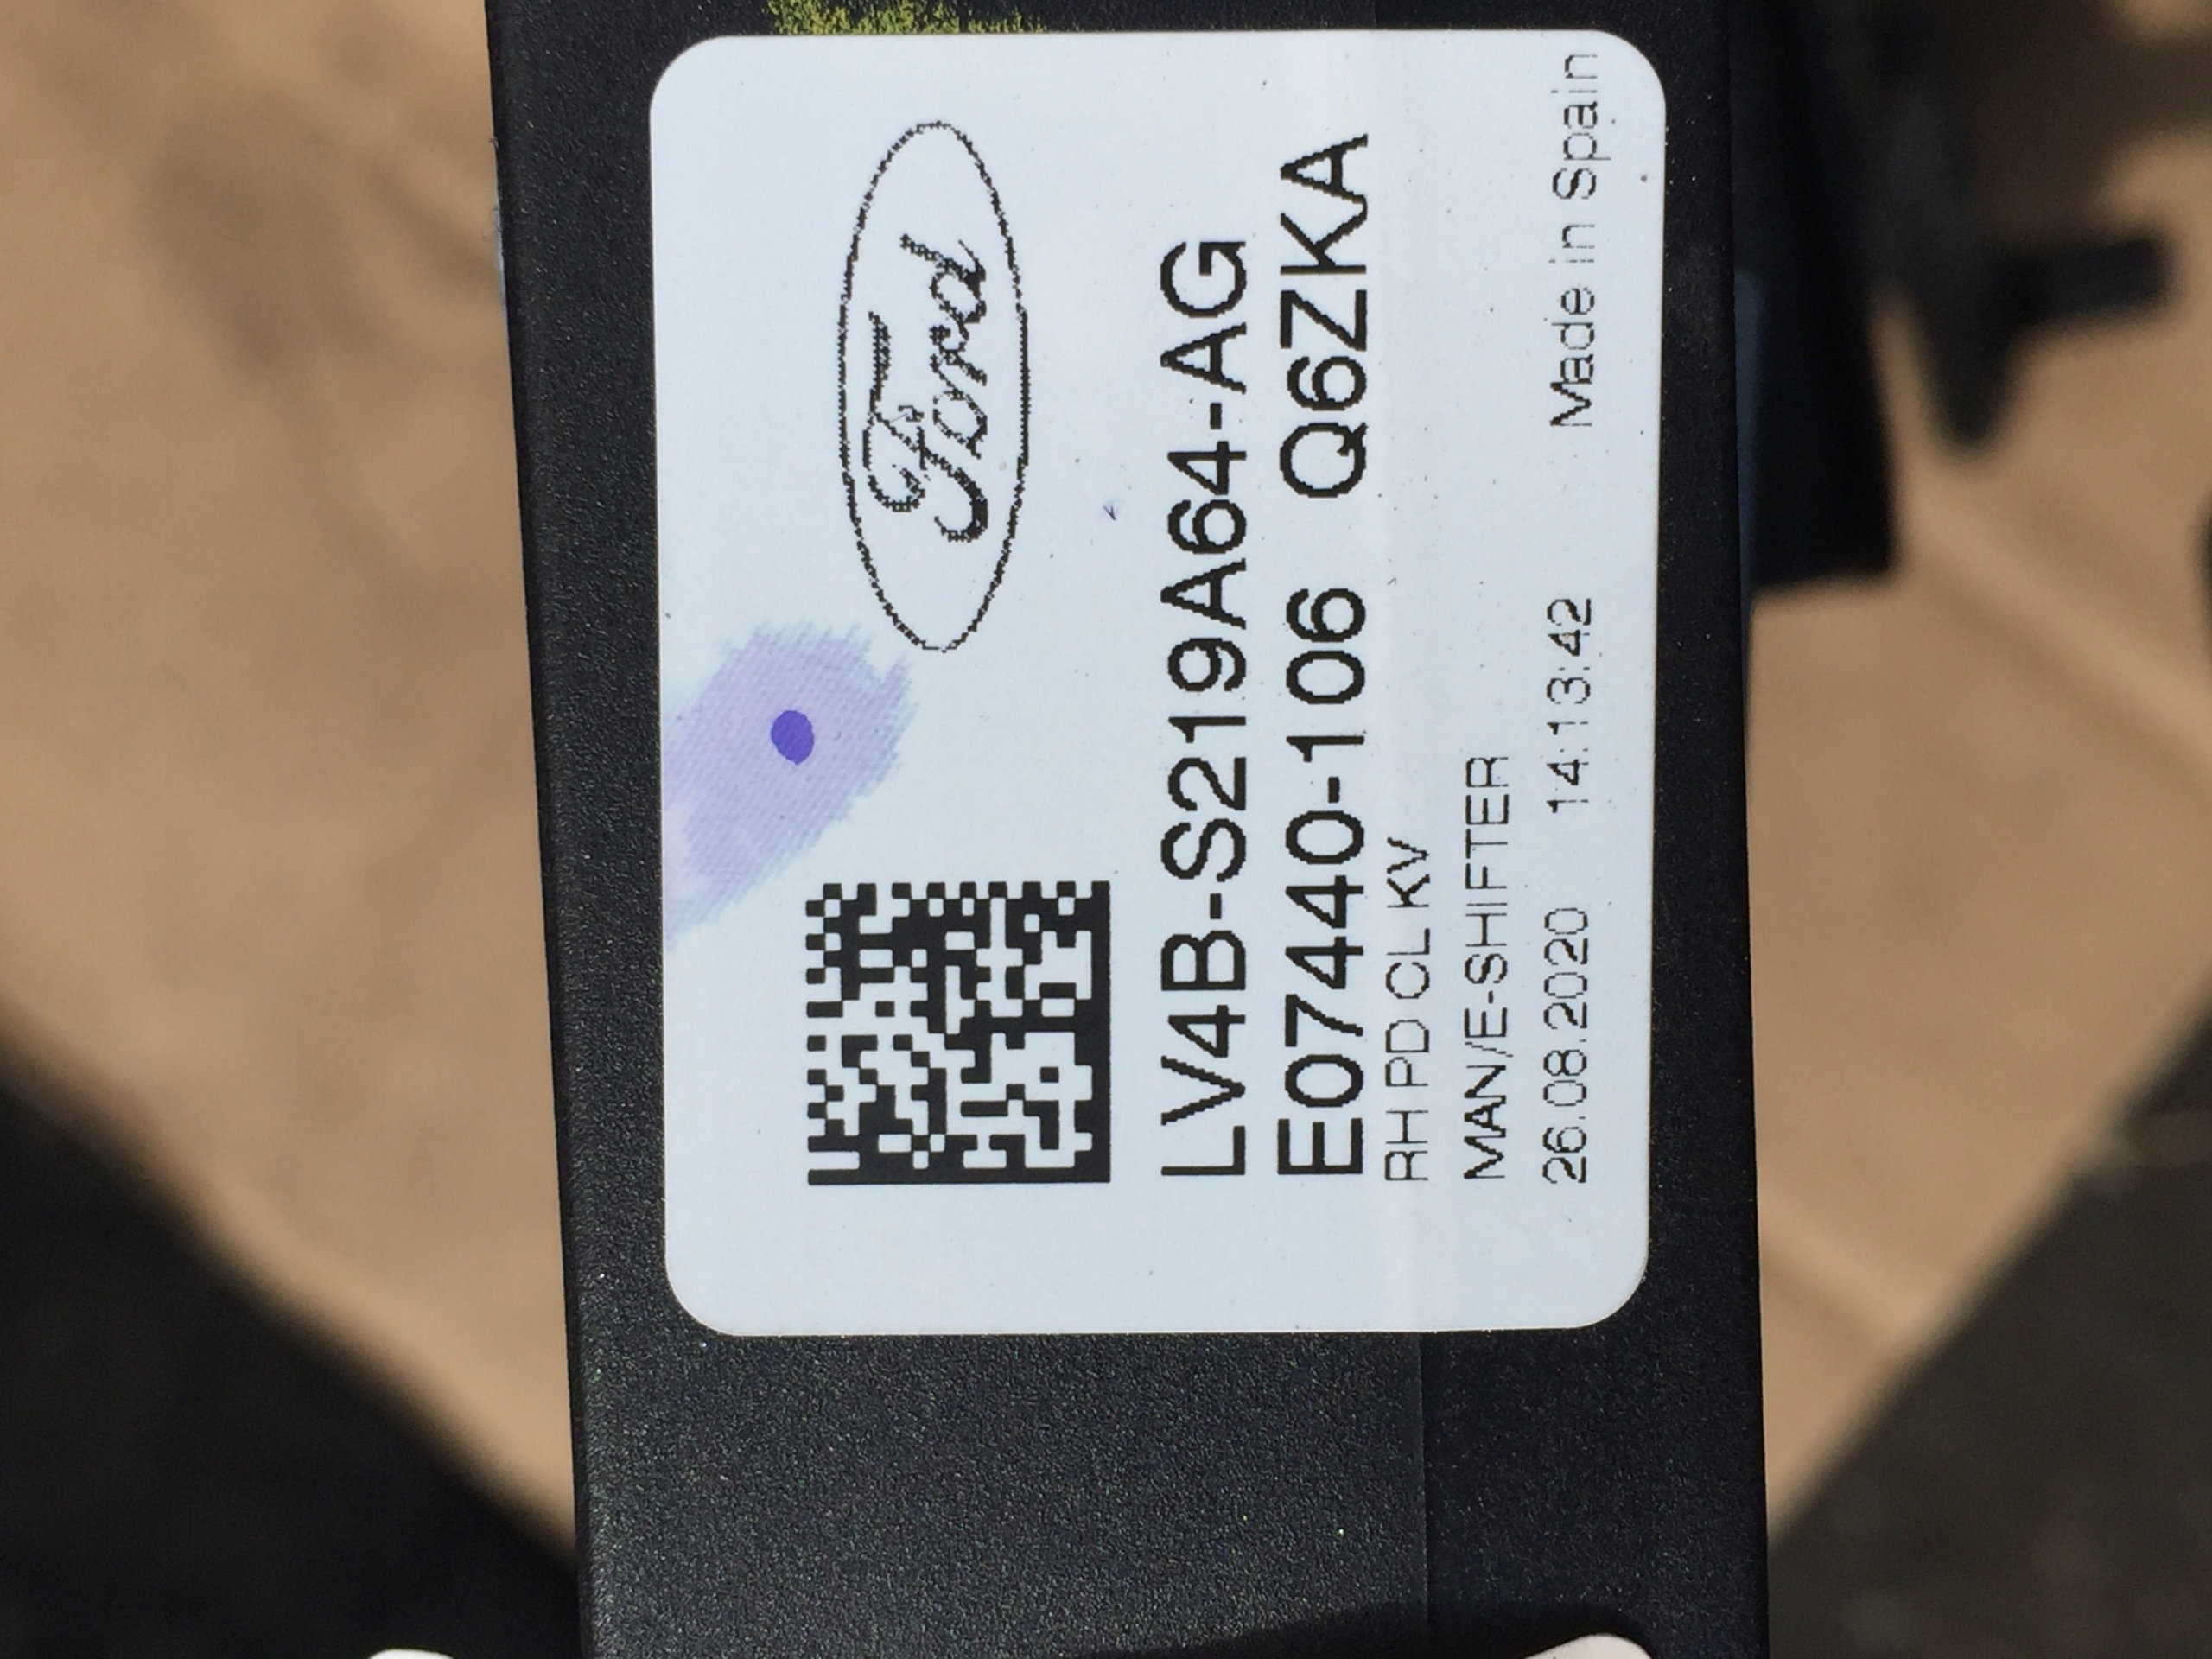 Ford
LV4B-S219A64-AG
E07440-106 Q6ZKA
RH PD CL KV
MAN/E-SHIFTER
26.08.2020 14:13:42 Made in Spain